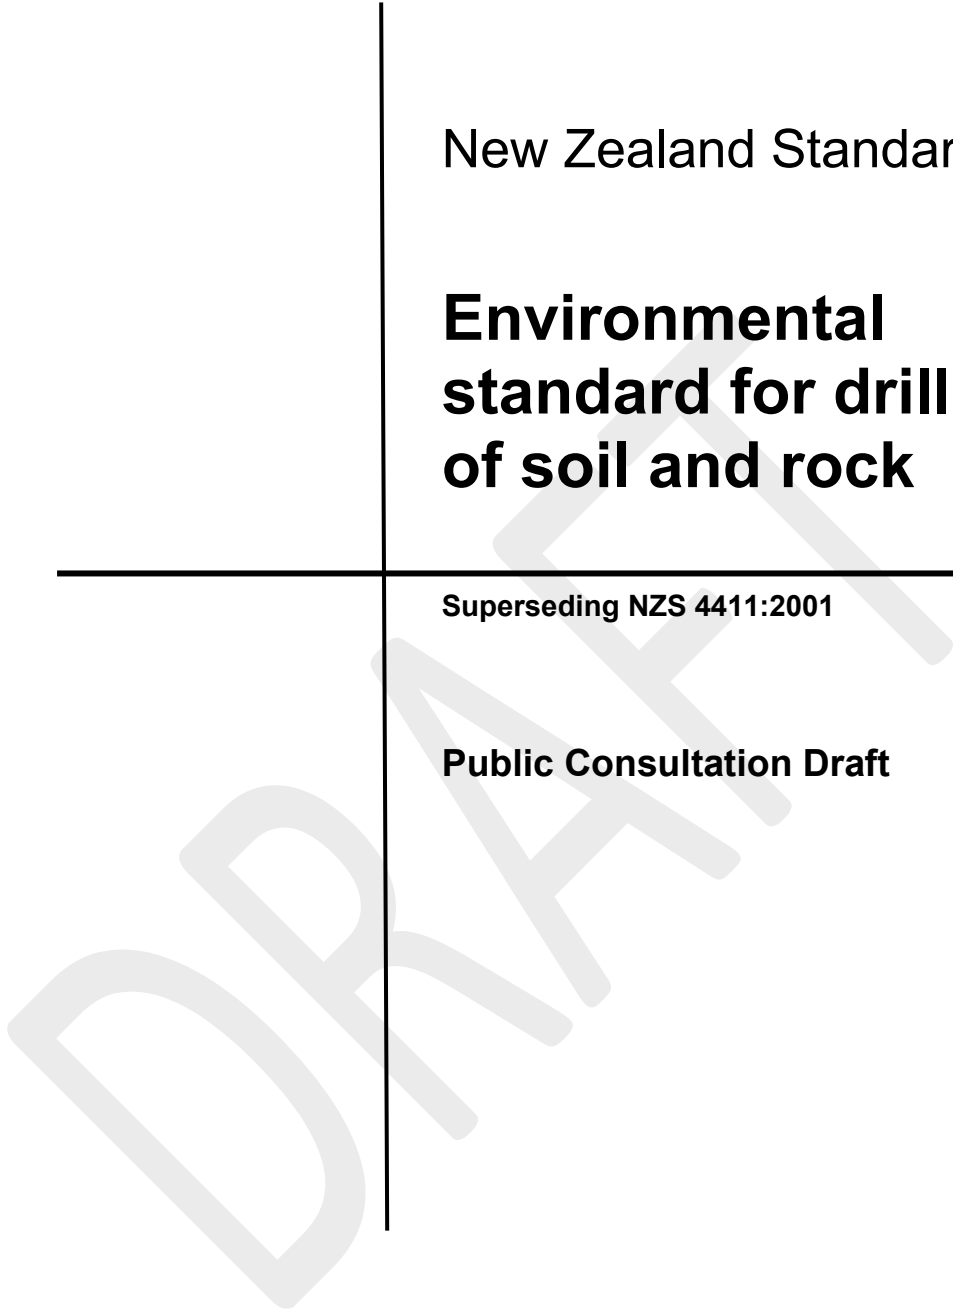 New Zealand Standar
Environmental
standard for drill
of soil and rock
Superseding NZS 4411:2001
Public Consultation Draft
DRAFT